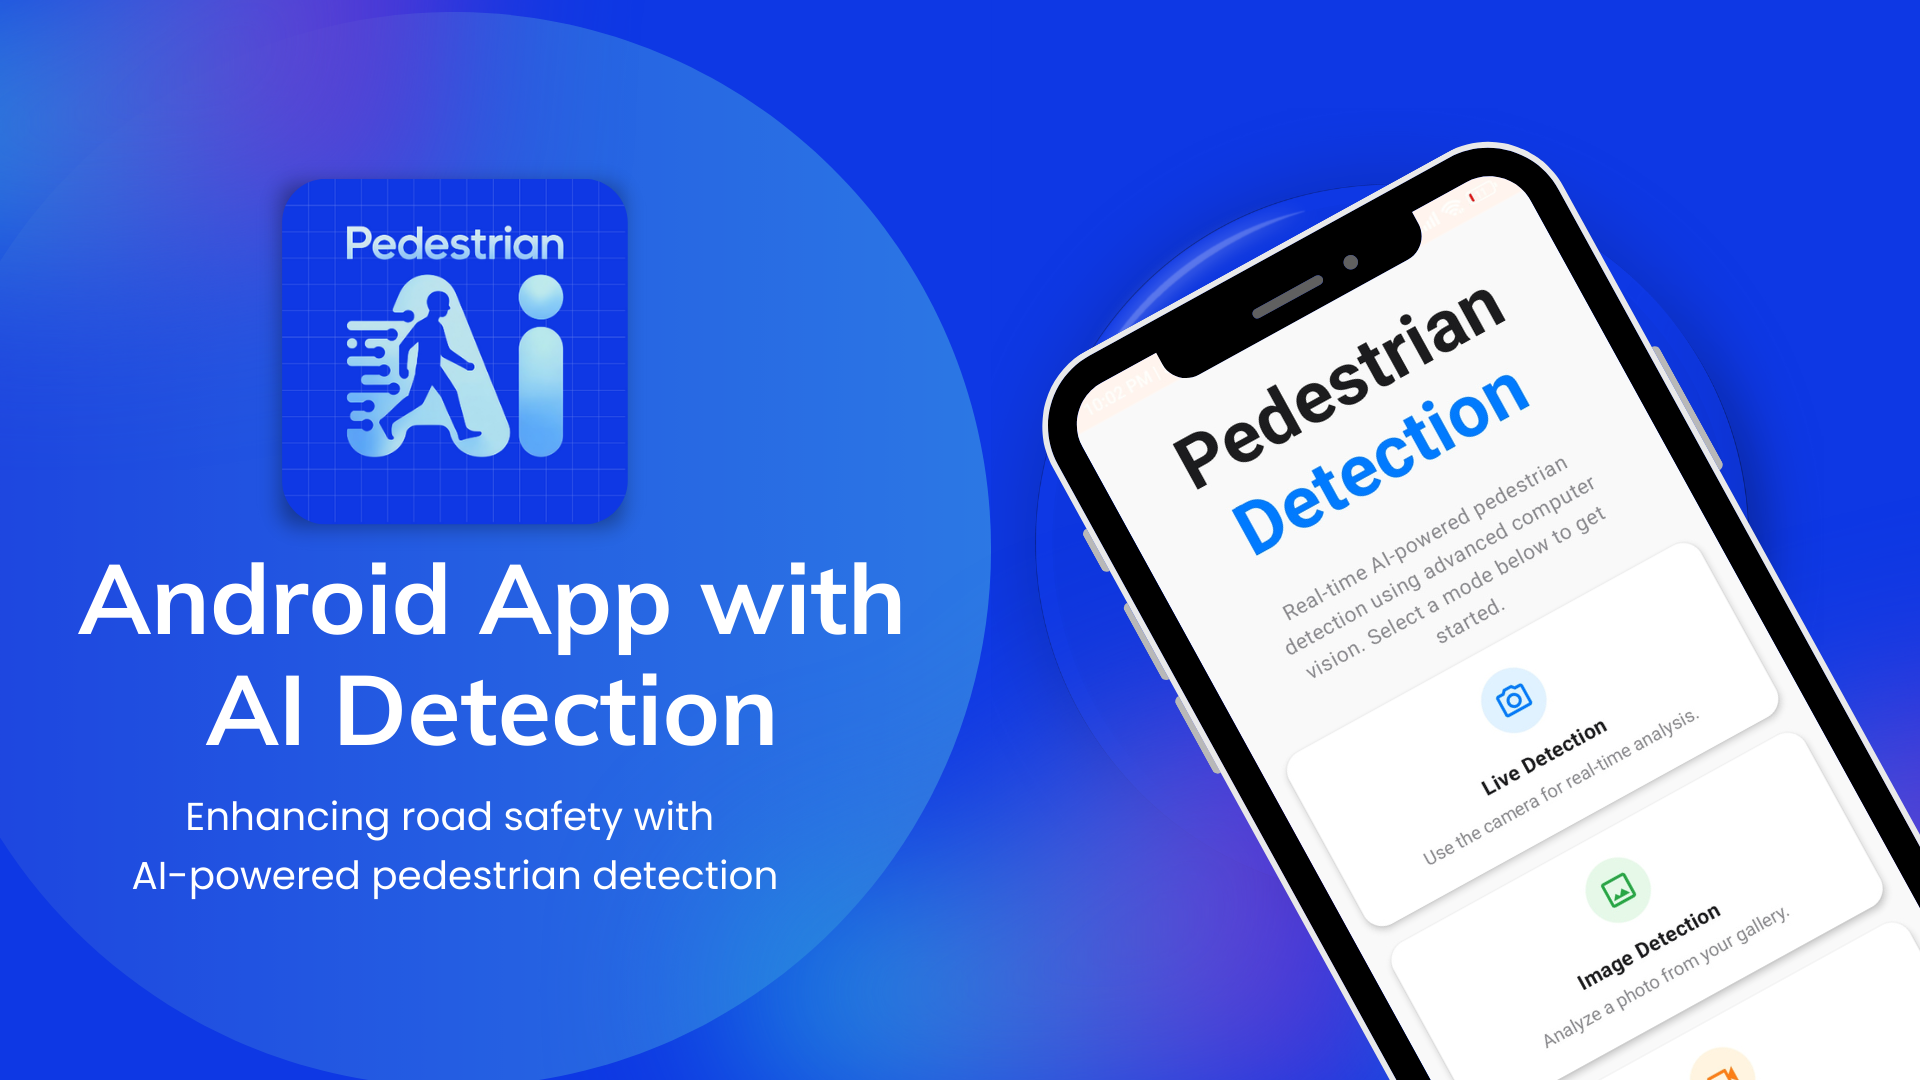 Pedestrian
Ai
Android App with
AI Detection
Enhancing road safety with
AI-powered pedestrian detection
Pedestrian
Detection
Real-time AI-powered pedestrian
detection using advanced computer
vision. Select a mode below to get
started.
Live Detection
Use the camera for real-time analysis.
Image Detection
Analyze a photo from your gallery.